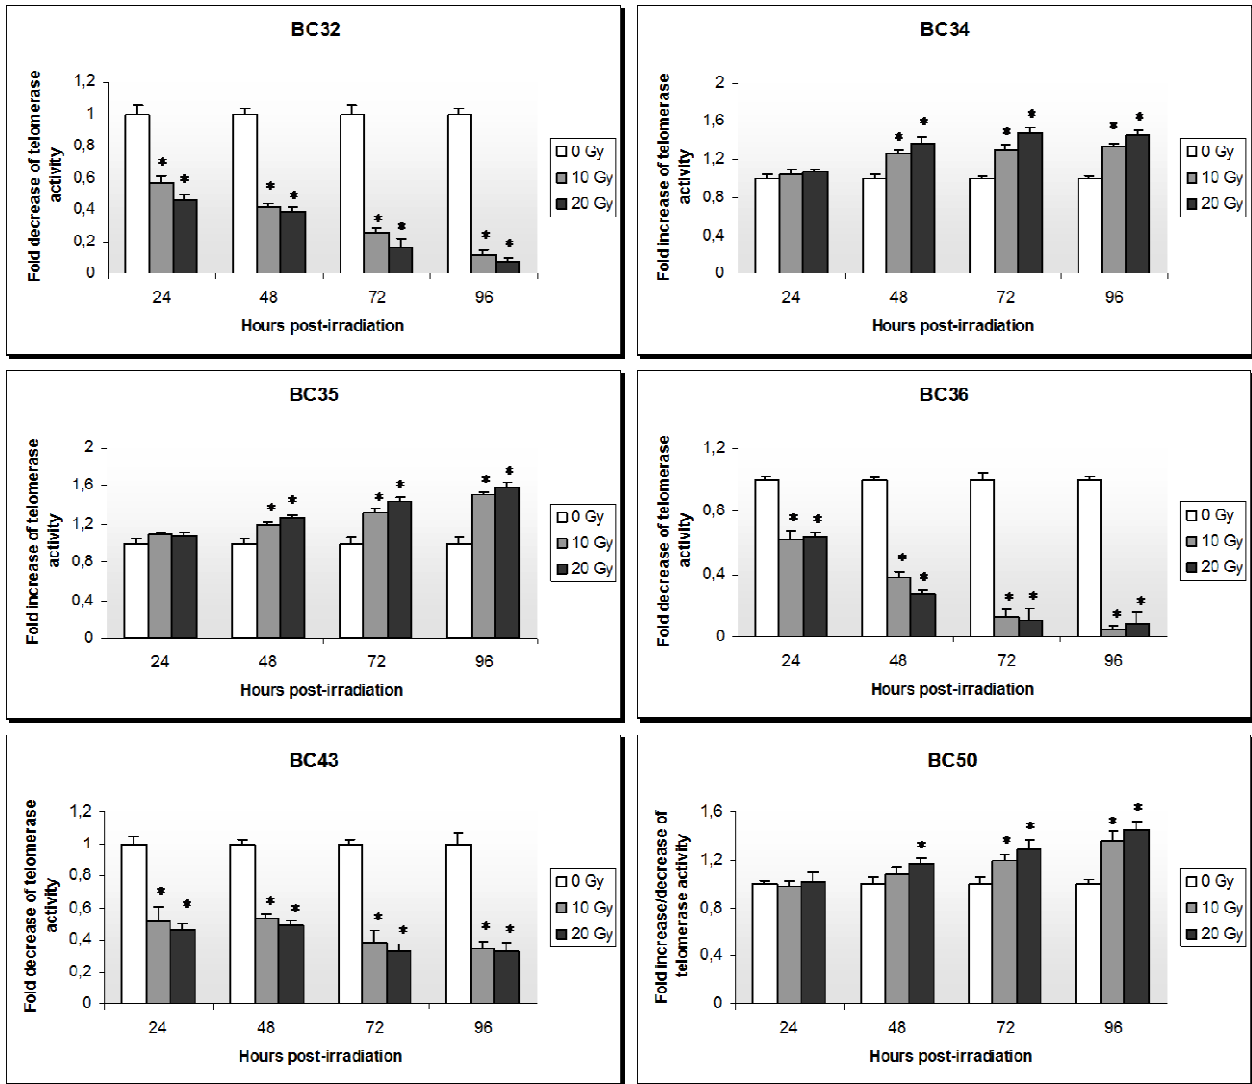 BC32
Fold decrease of telomerase
activity
1,2
1
0,8
0,6
0,4
0,2
0
* * * * * * * *
24 48 72 96
Hours post-irradiation
0 Gy
10 Gy
20 Gy
BC34
Fold increase of telomerase
activity
2
1,6
1,2
0,8
0,4
0
* * * * * *
24 48 72 96
Hours post-irradiation
0 Gy
10 Gy
20 Gy
BC35
Fold increase of telomerase
activity
2
1,6
1,2
0,8
0,4
0
* * * * * *
24 48 72 96
Hours post-irradiation
0 Gy
10 Gy
20 Gy
BC36
Fold decrease of telomerase
activity
1,2
0,8
0,4
0
* * * * * * * *
24 48 72 96
Hours post-irradiation
0 Gy
10 Gy
20 Gy
BC43
Fold decrease of telomerase
activity
1,2
1
0,8
0,6
0,4
0,2
0
* * * * * * * *
24 48 72 96
Hours post-irradiation
0 Gy
10 Gy
20 Gy
BC50
Fold increase/decrease of
telomerase activity
1,6
1,2
0,8
0,4
0
* * * * *
24 48 72 96
Hours post-irradiation
0 Gy
10 Gy
20 Gy